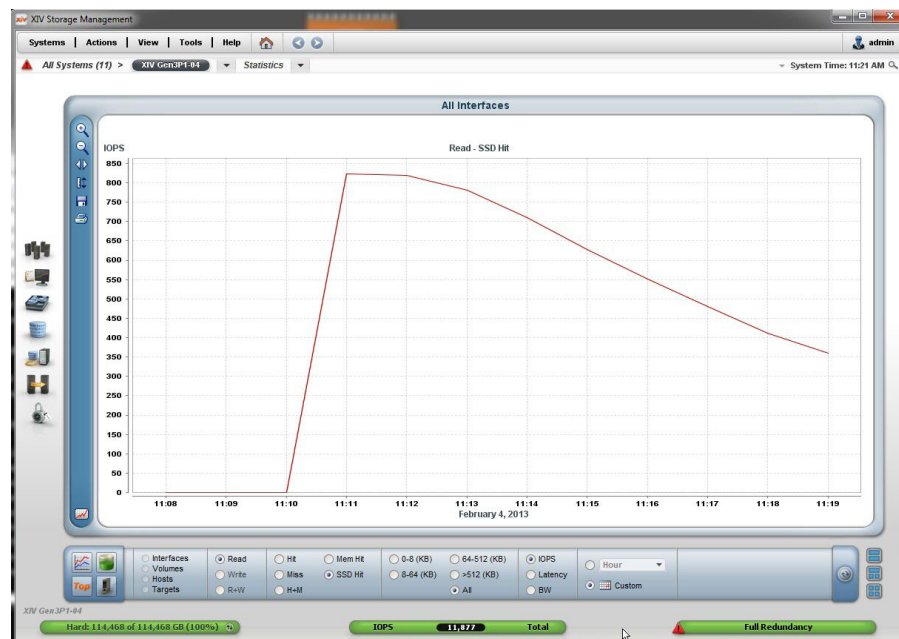 XIV XIV Storage Management
Systems Actions View Tools Help admin
All Systems (11) > XIV Gen3P1-04 Statistics System Time: 11:21 AM
All Interfaces
IOPS Read - SSD Hit
850
800
750
700
650
600
550
500
450
400
350
300
250
200
150
100
50
0
11:08 11:09 11:10 11:11 11:12 11:13 11:14 11:15 11:16 11:17 11:18 11:19
February 4, 2013
Interfaces Read Hit Mem Hit 0-8 (KB) 64-512 (KB) IOPS Hour
Volumes
Hosts Write Miss SSD Hit 8-64 (KB) >512 (KB) Latency Custom
Targets R+W H+M All BW
Top
XIV Gen3P1-04
Hard: 114,468 of 114,468 GB (100%) IOPS 11,877 Total Full Redundancy